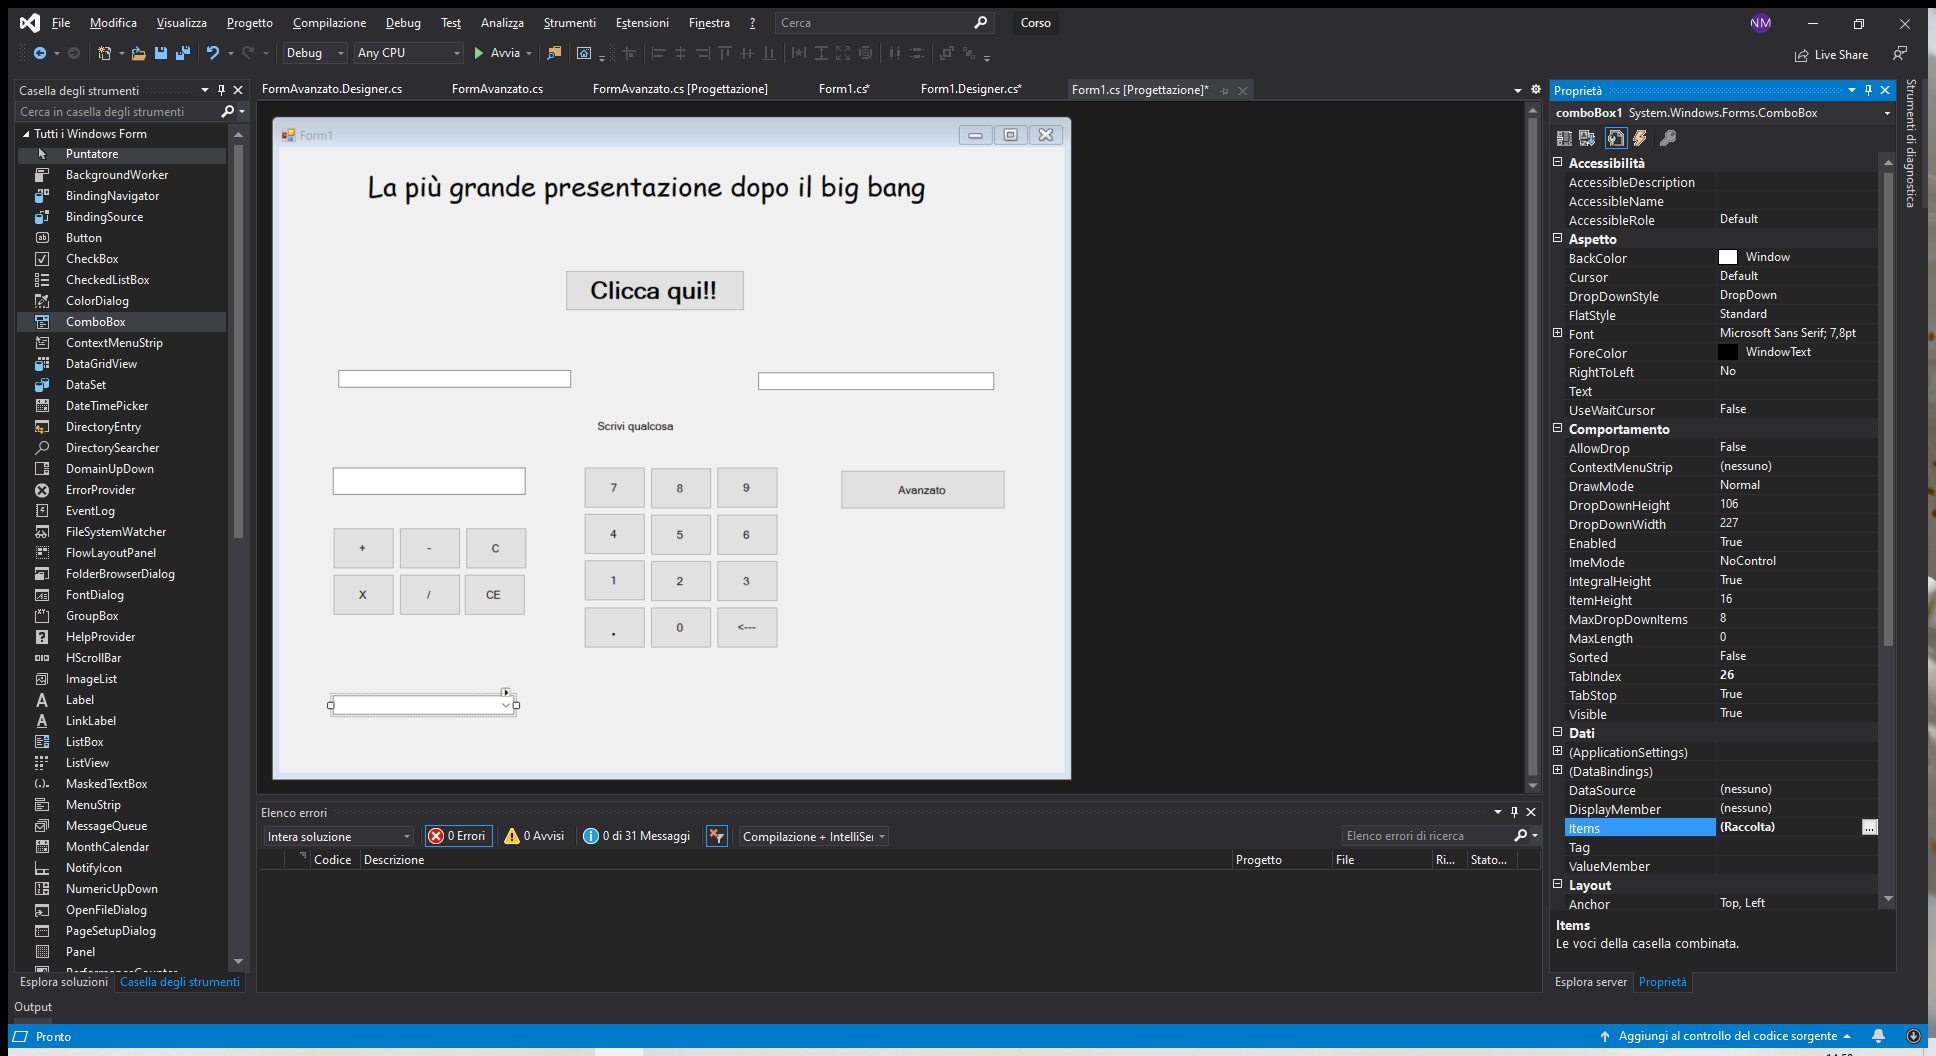 File Modifica Visualizza Progetto Compilazione Debug Test Analizza Strumenti Estensioni Finestra ? Cerca Corso NM
Debug Any CPU Avvia Live Share
Casella degli strumenti
Cerca in casella degli strumenti
Tutti i Windows Form
Puntatore
BackgroundWorker
BindingNavigator
BindingSource
Button
CheckBox
CheckedListBox
ColorDialog
ComboBox
ContextMenuStrip
DataGridView
DataSet
DateTimePicker
DirectoryEntry
DirectorySearcher
DomainUpDown
ErrorProvider
EventLog
FileSystemWatcher
FlowLayoutPanel
FolderBrowserDialog
FontDialog
GroupBox
HelpProvider
HScrollBar
ImageList
Label
LinkLabel
ListBox
ListView
MaskedTextBox
MenuStrip
MessageQueue
MonthCalendar
NotifyIcon
NumericUpDown
OpenFileDialog
PageSetupDialog
Panel
Esplora soluzioni Casella degli strumenti
Output
Pronto
FormAvanzato.Designer.cs FormAvanzato.cs FormAvanzato.cs [Progettazione] Form1.cs* Form1.Designer.cs* Form1.cs [Progettazione]*
Form1
La più grande presentazione dopo il big bang
Clicca qui!!
Scrivi qualcosa
7 8 9
Avanzato
4 5 6
+ - C
1 2 3
X / CE
. 0 <---
Elenco errori
Intera soluzione 0 Errori 0 Avvisi 0 di 31 Messaggi Compilazione + IntelliSe Elenco errori di ricerca
Codice Descrizione Progetto File Ri... Stato...
Proprietà
comboBox1 System.Windows.Forms.ComboBox
Accessibilità
AccessibleDescription
AccessibleName
AccessibleRole Default
Aspetto
BackColor Window
Cursor Default
DropDownStyle DropDown
FlatStyle Standard
Font Microsoft Sans Serif; 7,8pt
ForeColor WindowText
RightToLeft No
Text
UseWaitCursor False
Comportamento
AllowDrop False
ContextMenuStrip (nessuno)
DrawMode Normal
DropDownHeight 106
DropDownWidth 227
Enabled True
ImeMode NoControl
IntegralHeight True
ItemHeight 16
MaxDropDownItems 8
MaxLength 0
Sorted False
TabIndex 26
TabStop True
Visible True
Dati
(ApplicationSettings)
(DataBindings)
DataSource (nessuno)
DisplayMember (nessuno)
Items (Raccolta) ...
Tag
ValueMember
Layout
Anchor Top, Left
Items
Le voci della casella combinata.
Esplora server Proprietà
Strumenti di diagnostica
Aggiungi al controllo del codice sorgente